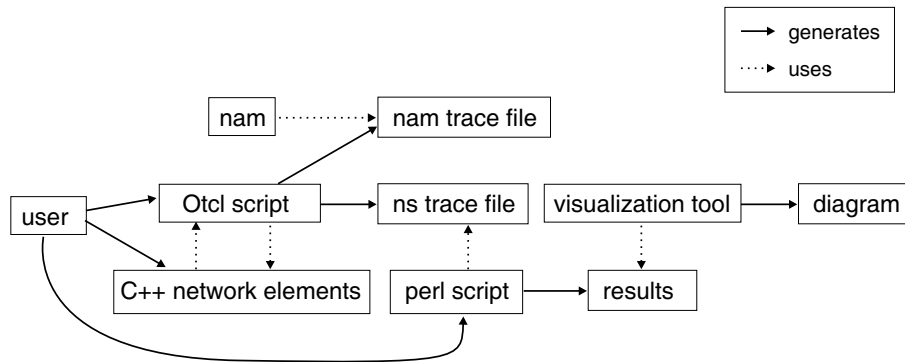 generates
uses
nam
nam trace file
user
Otcl script
ns trace file
visualization tool
diagram
C++ network elements
perl script
results